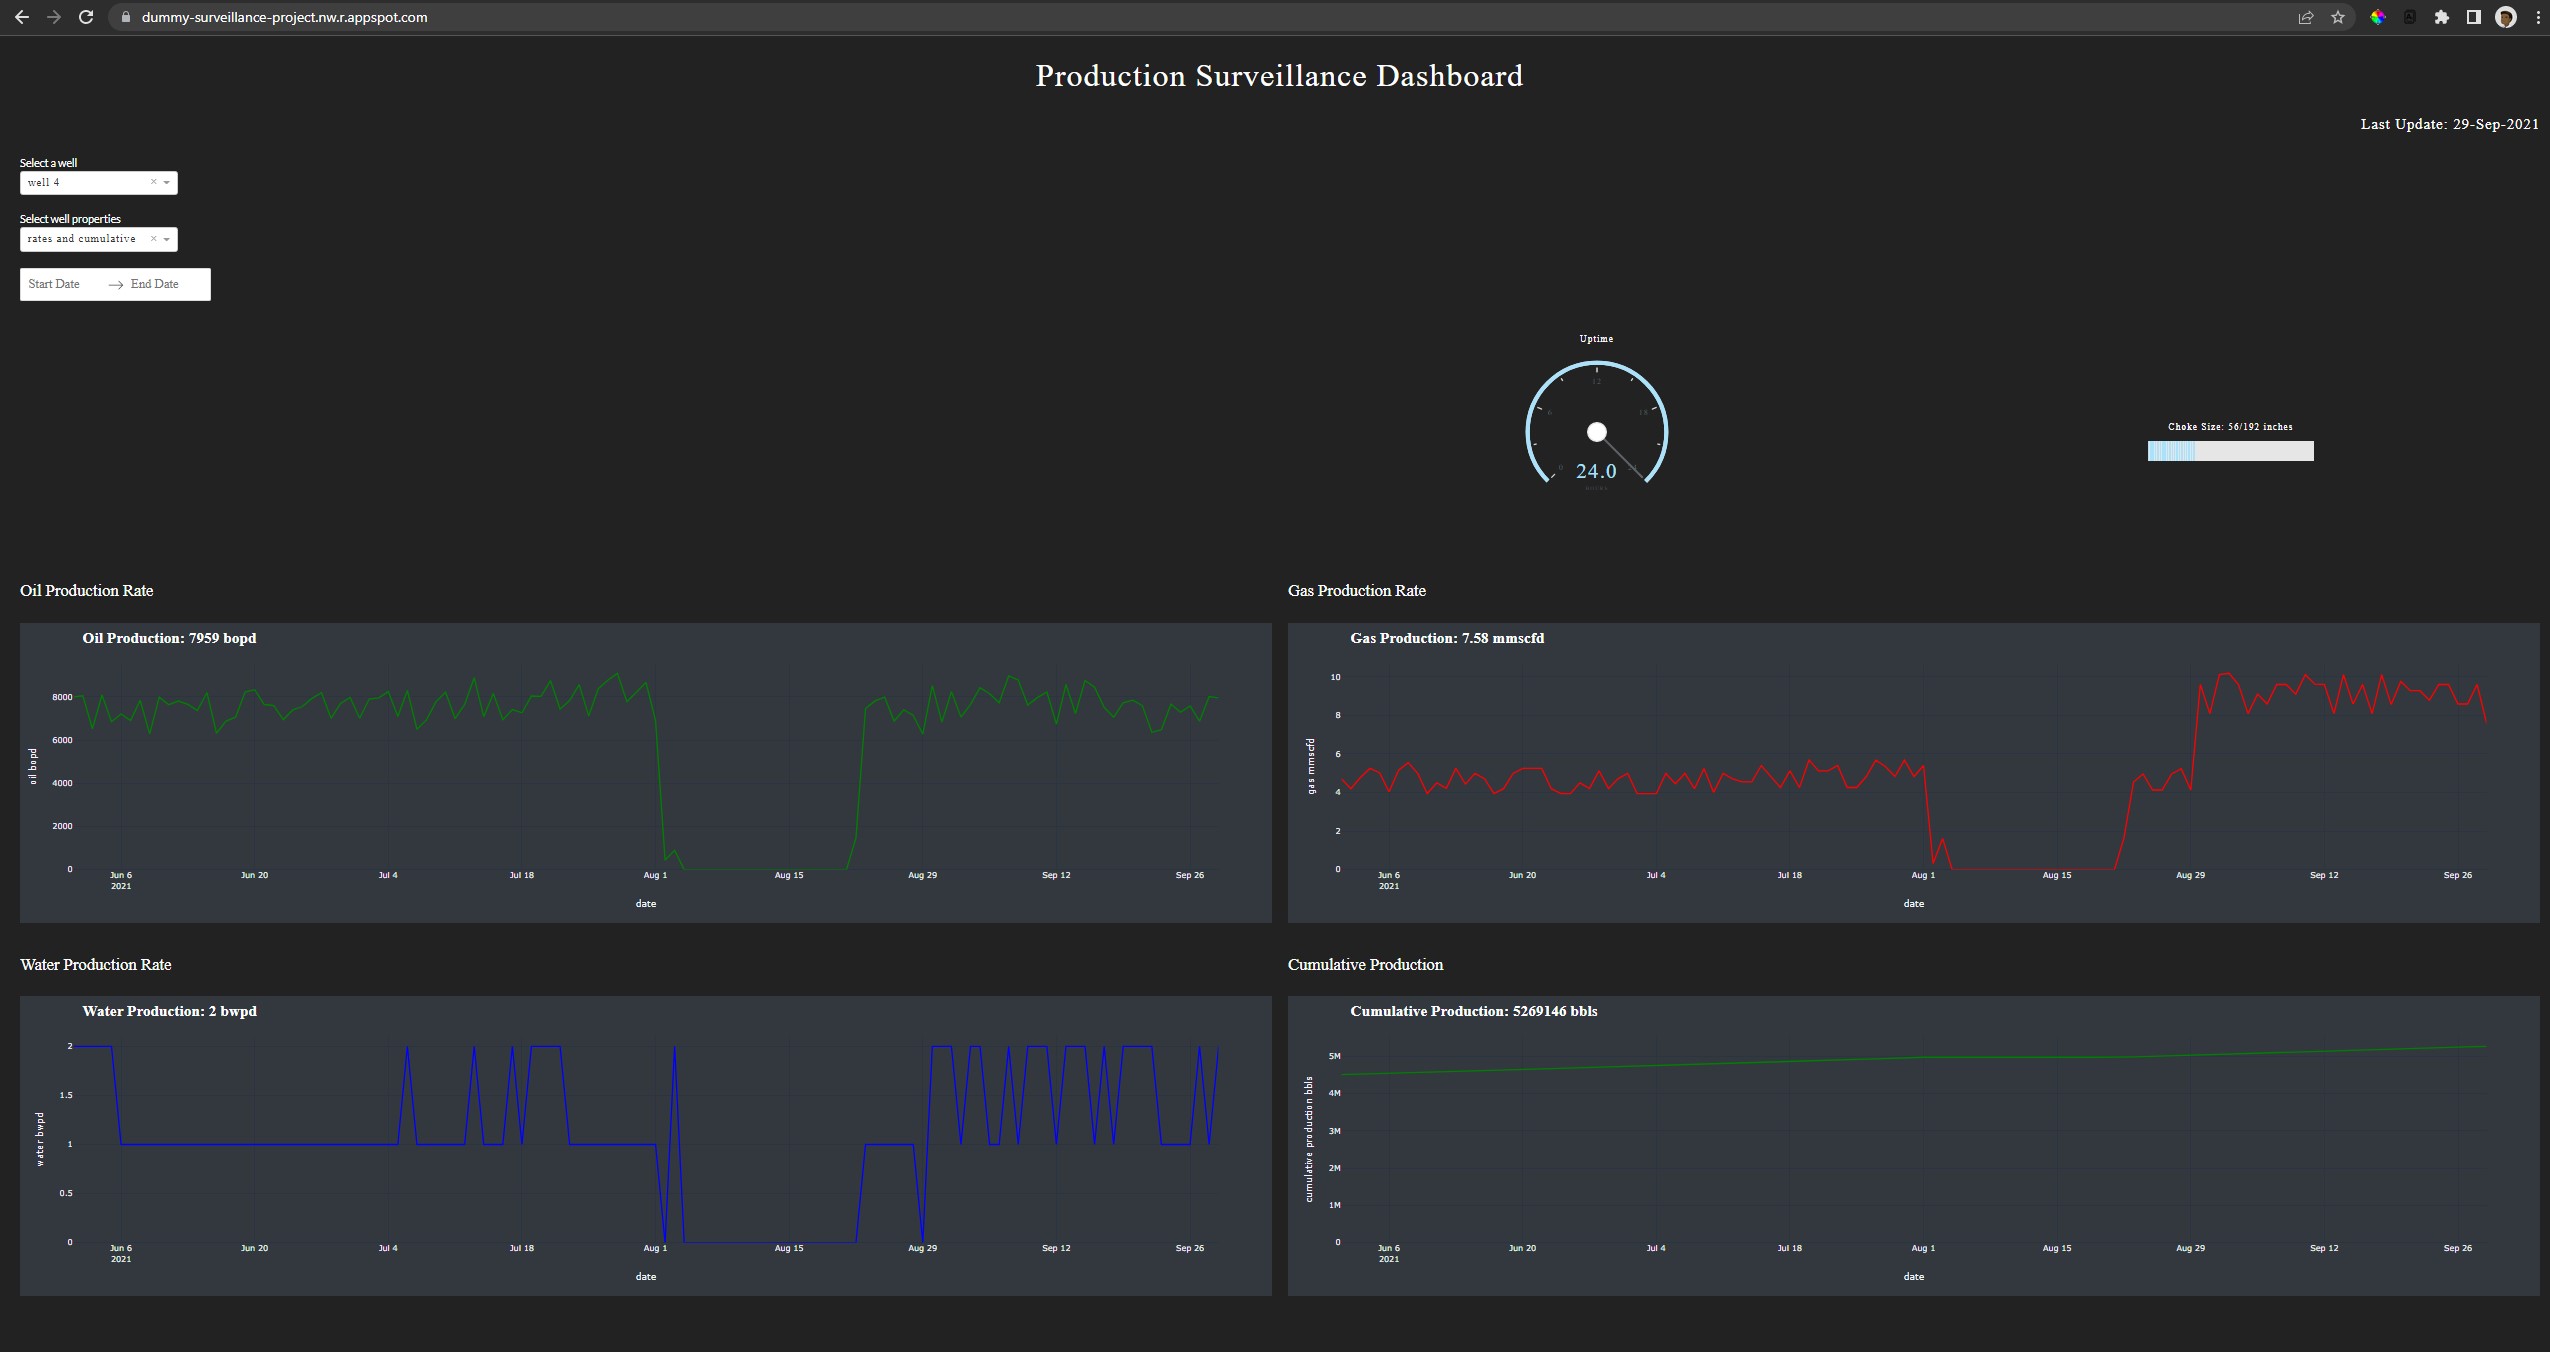 dummy-surveillance-project.nw.r.appspot.com
Production Surveillance Dashboard
Last Update: 29-Sep-2021
Select a well
well 4
Select well properties
rates and cumulative
Start Date → End Date
Uptime
12
6
18
0
24.0
Choke Size: 56/192 inches
Oil Production Rate
Oil Production: 7959 bopd
oil bopd
8000
6000
4000
2000
0
Jun 6 Jun 20 Jul 4 Jul 18 Aug 1 Aug 15 Aug 29 Sep 12 Sep 26
2021
date
Gas Production Rate
Gas Production: 7.58 mmscfd
gas mmscfd
10
8
6
4
2
0
Jun 6 Jun 20 Jul 4 Jul 18 Aug 1 Aug 15 Aug 29 Sep 12 Sep 26
2021
date
Water Production Rate
Water Production: 2 bwpd
water bwpd
2
1.5
1
0.5
0
Jun 6 Jun 20 Jul 4 Jul 18 Aug 1 Aug 15 Aug 29 Sep 12 Sep 26
2021
date
Cumulative Production
Cumulative Production: 5269146 bbls
cumulative production bbls
5M
4M
3M
2M
1M
0
Jun 6 Jun 20 Jul 4 Jul 18 Aug 1 Aug 15 Aug 29 Sep 12 Sep 26
2021
date